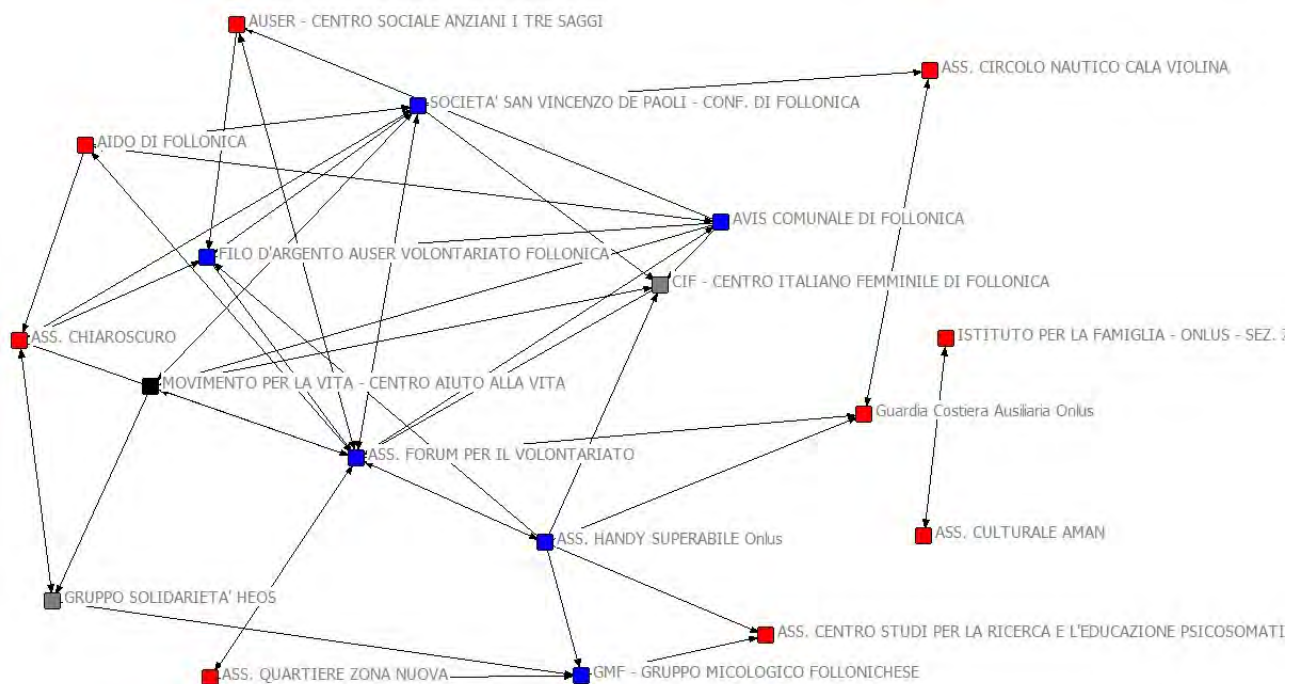 AUSER - CENTRO SOCIALE ANZIANI I TRE SAGGI
ASS. CIRCOLO NAUTICO CALA VIOLINA
SOCIETA' SAN VINCENZO DE PAOLI - CONF. DI FOLLONICA
AIDO DI FOLLONICA
AVIS COMUNALE DI FOLLONICA
FILO D'ARGENTO AUSER VOLONTARIATO FOLLONICA
CIF - CENTRO ITALIANO FEMMINILE DI FOLLONICA
ASS. CHIAROSCURO
ISTITUTO PER LA FAMIGLIA - ONLUS - SEZ.
MOVIMENTO PER LA VITA - CENTRO AIUTO ALLA VITA
Guardia Costiera Ausiliaria Onlus
ASS. FORUM PER IL VOLONTARIATO
ASS. CULTURALE AMAN
ASS. HANDY SUPERABILE Onlus
GRUPPO SOLIDARIETA' HEOS
ASS. CENTRO STUDI PER LA RICERCA E L'EDUCAZIONE PSICOSOMATI
ASS. QUARTIERE ZONA NUOVA
GMF - GRUPPO MICOLOGICO FOLLONICHESE